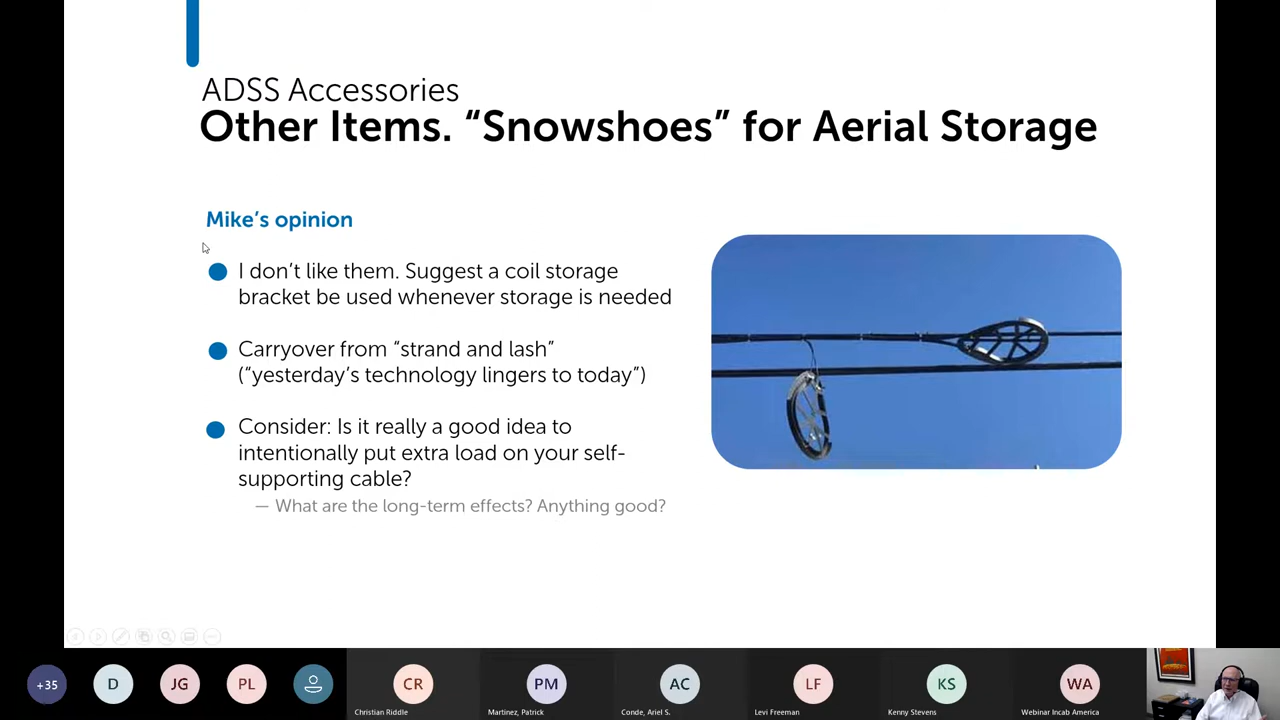 ADSS Accessories
Other Items. “Snowshoes” for Aerial Storage
Mike’s opinion
I don’t like them. Suggest a coil storage
bracket be used whenever storage is needed
Carryover from “strand and lash”
(“yesterday’s technology lingers to today”)
Consider: Is it really a good idea to
intentionally put extra load on your self-
supporting cable?
— What are the long-term effects? Anything good?
+35
D
JG
PL
CR
PM
AC
LF
KS
WA
Christian Riddle
Martinez, Patrick
Conde, Ariel S.
Levi Freeman
Kenny Stevens
Webinar Incab America